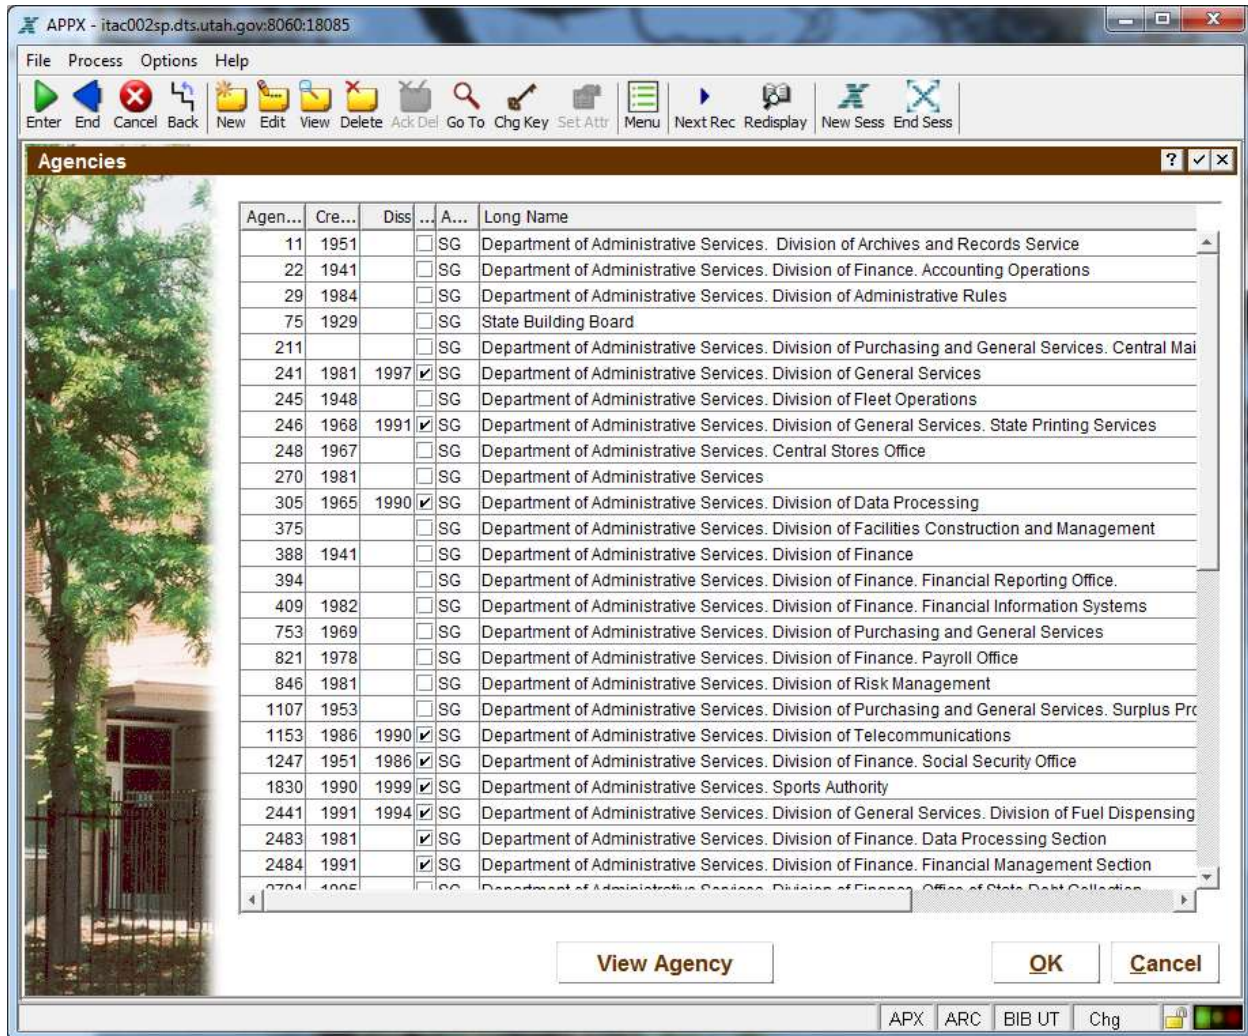 APPX - itac002sp.dts.utah.gov:8060:18085
File Process Options Help
Enter End Cancel Back New Edit View Delete Ack Del Go To Chg Key Set Attr Menu Next Rec Redisplay New Sess End Sess
Agencies
Agen... Cre... Diss ... A... Long Name
11 1951 SG Department of Administrative Services. Division of Archives and Records Service
22 1941 SG Department of Administrative Services. Division of Finance. Accounting Operations
29 1984 SG Department of Administrative Services. Division of Administrative Rules
75 1929 SG State Building Board
211 SG Department of Administrative Services. Division of Purchasing and General Services. Central Mai
241 1981 1997 SG Department of Administrative Services. Division of General Services
245 1948 SG Department of Administrative Services. Division of Fleet Operations
246 1968 1991 SG Department of Administrative Services. Division of General Services. State Printing Services
248 1967 SG Department of Administrative Services. Central Stores Office
270 1981 SG Department of Administrative Services
305 1965 1990 SG Department of Administrative Services. Division of Data Processing
375 SG Department of Administrative Services. Division of Facilities Construction and Management
388 1941 SG Department of Administrative Services. Division of Finance
394 SG Department of Administrative Services. Division of Finance. Financial Reporting Office.
409 1982 SG Department of Administrative Services. Division of Finance. Financial Information Systems
753 1969 SG Department of Administrative Services. Division of Purchasing and General Services
821 1978 SG Department of Administrative Services. Division of Finance. Payroll Office
846 1981 SG Department of Administrative Services. Division of Risk Management
1107 1953 SG Department of Administrative Services. Division of Purchasing and General Services. Surplus Pro
1153 1986 1990 SG Department of Administrative Services. Division of Telecommunications
1247 1951 1986 SG Department of Administrative Services. Division of Finance. Social Security Office
1830 1990 1999 SG Department of Administrative Services. Sports Authority
2441 1991 1994 SG Department of Administrative Services. Division of General Services. Division of Fuel Dispensing
2483 1981 SG Department of Administrative Services. Division of Finance. Data Processing Section
2484 1991 SG Department of Administrative Services. Division of Finance. Financial Management Section
SG Department of Administrative Services. Division of Finance. Office of State Debt Collection
View Agency OK Cancel
APX ARC BIB UT Chg